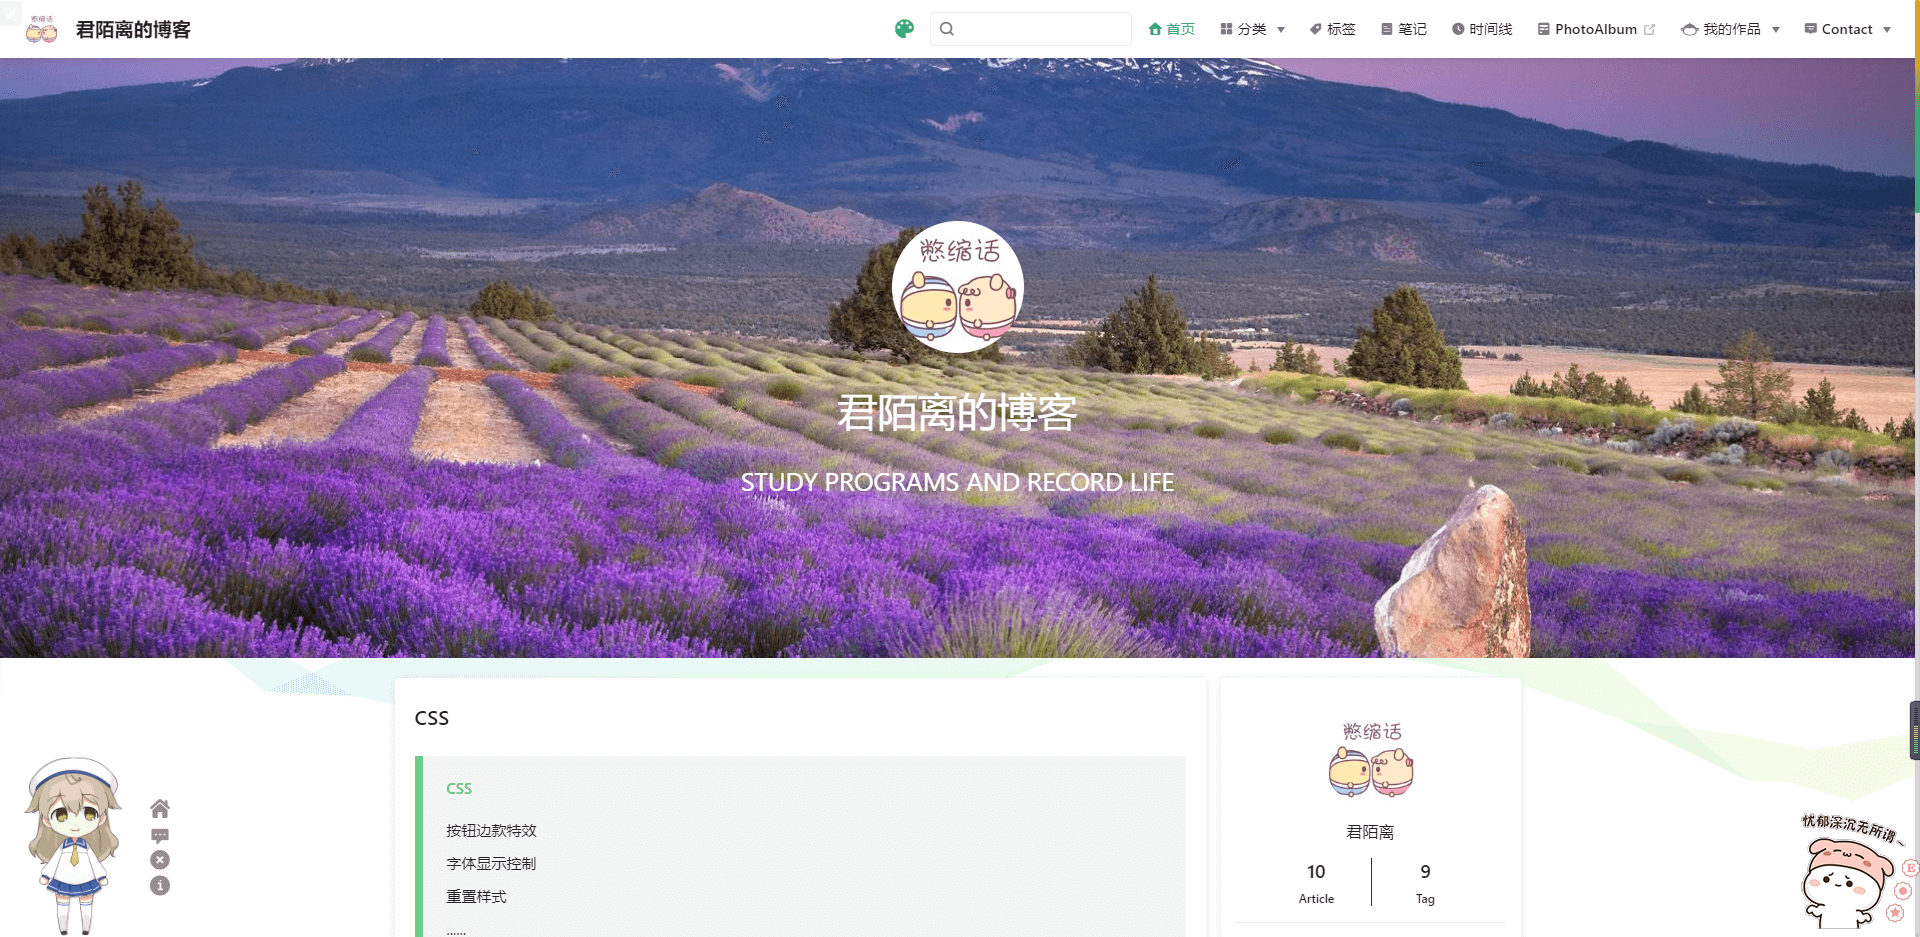 憋缩话
君陌离的博客
首页
分类
标签
笔记
时间线
PhotoAlbum
我的作品
Contact
憋缩话
君陌离的博客
STUDY PROGRAMS AND RECORD LIFE
CSS
CSS
按钮边款特效
字体显示控制
重置样式
......
憋缩话
君陌离
10
Article
9
Tag
忧郁深沉无所谓~
E